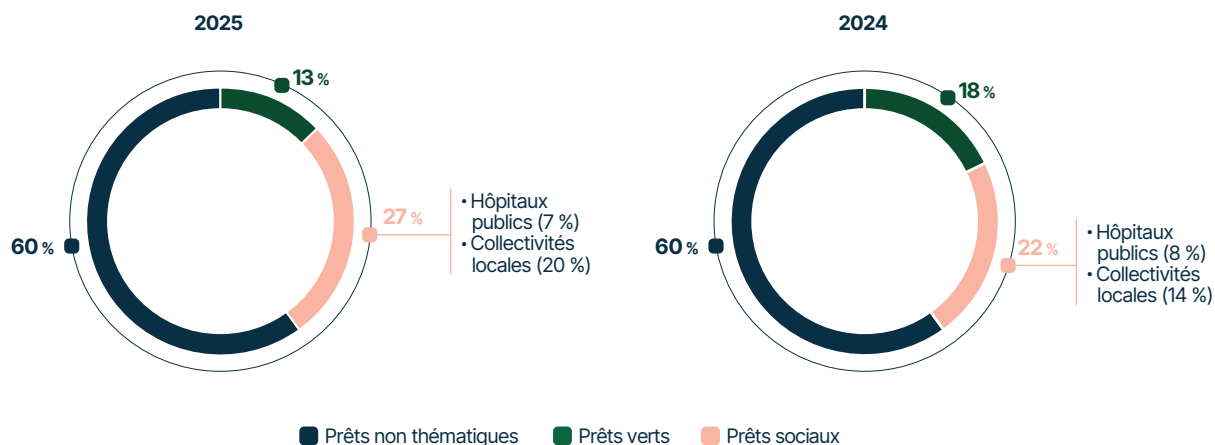 2025
13 %
27 %
• Hôpitaux
publics (7 %)
• Collectivités
locales (20 %)
60 %
2024
18 %
22 %
• Hôpitaux
publics (8 %)
• Collectivités
locales (14 %)
60 %
Prêts non thématiques
Prêts verts
Prêts sociaux